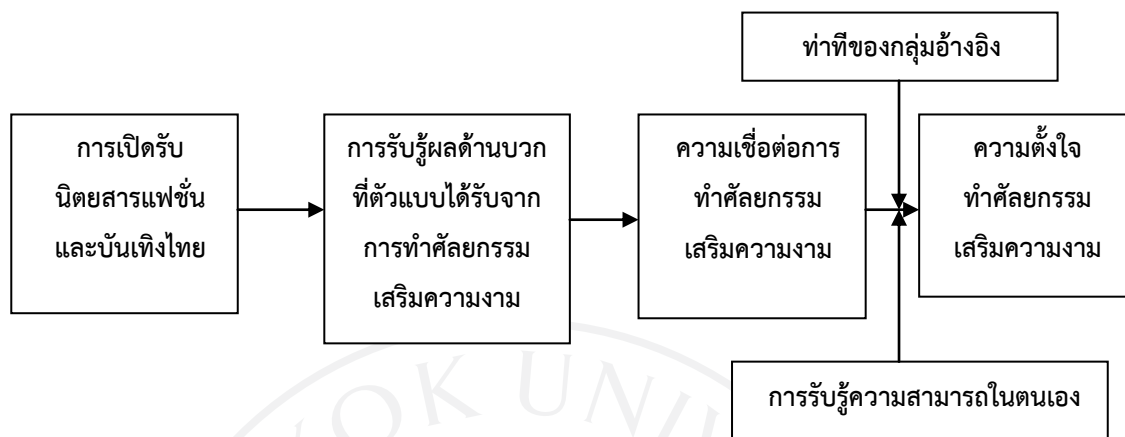 ท่าทีของกลุ่มอ้างอิง
การเปิดรับ
นิตยสารแฟชั่น
และบันเทิงไทย
การรับรู้ผลด้านบวก
ที่ตัวแบบได้รับจาก
การทำศัลยกรรม
เสริมความงาม
ความเชื่อต่อการ
ทำศัลยกรรม
เสริมความงาม
ความตั้งใจ
ทำศัลยกรรม
เสริมความงาม
การรับรู้ความสามารถในตนเอง